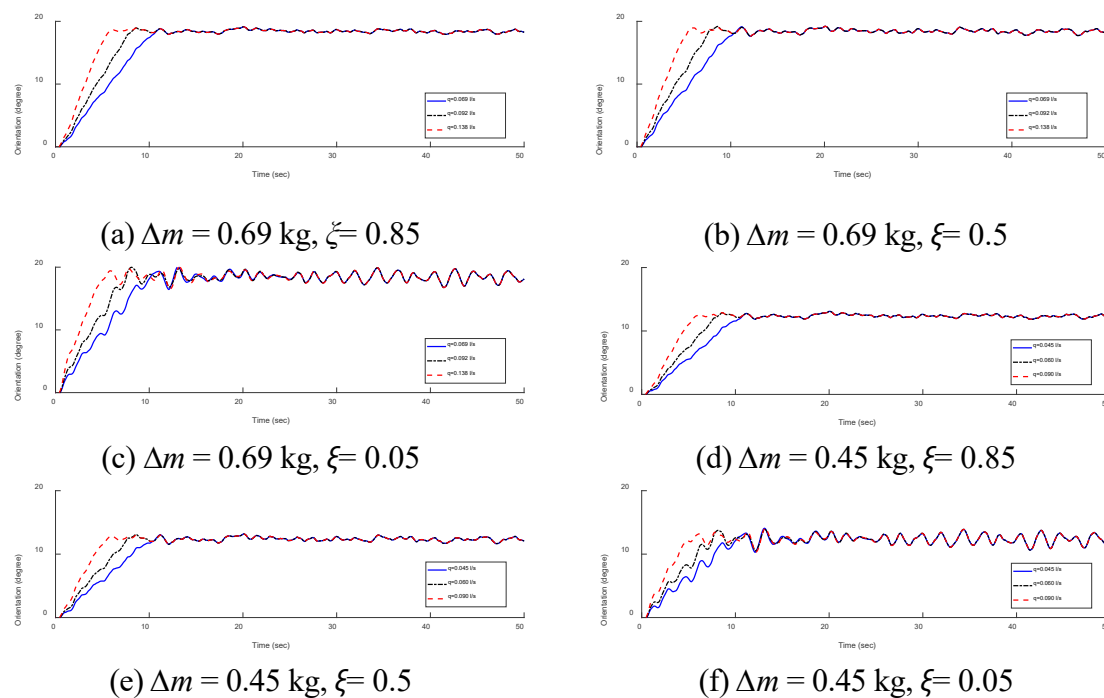 20
10
0
Orientation (degree)
q=0.069 l/s
q=0.092 l/s
q=0.138 l/s
0 10 20 30 40 50
Time (sec)
(a) Δm = 0.69 kg, ζ= 0.85
20
10
0
Orientation (degree)
q=0.069 l/s
q=0.092 l/s
q=0.138 l/s
0 10 20 30 40 50
Time (sec)
(b) Δm = 0.69 kg, ξ= 0.5
20
10
0
Orientation (degree)
q=0.069 l/s
q=0.092 l/s
q=0.138 l/s
0 10 20 30 40 50
Time (sec)
(c) Δm = 0.69 kg, ξ= 0.05
20
10
0
Orientation (degree)
q=0.045 l/s
q=0.060 l/s
q=0.090 l/s
0 10 20 30 40 50
Time (sec)
(d) Δm = 0.45 kg, ξ= 0.85
20
10
0
Orientation (degree)
q=0.045 l/s
q=0.060 l/s
q=0.090 l/s
0 10 20 30 40 50
Time (sec)
(e) Δm = 0.45 kg, ξ= 0.5
20
10
0
Orientation (degree)
q=0.045 l/s
q=0.060 l/s
q=0.090 l/s
0 10 20 30 40 50
Time (sec)
(f) Δm = 0.45 kg, ξ= 0.05